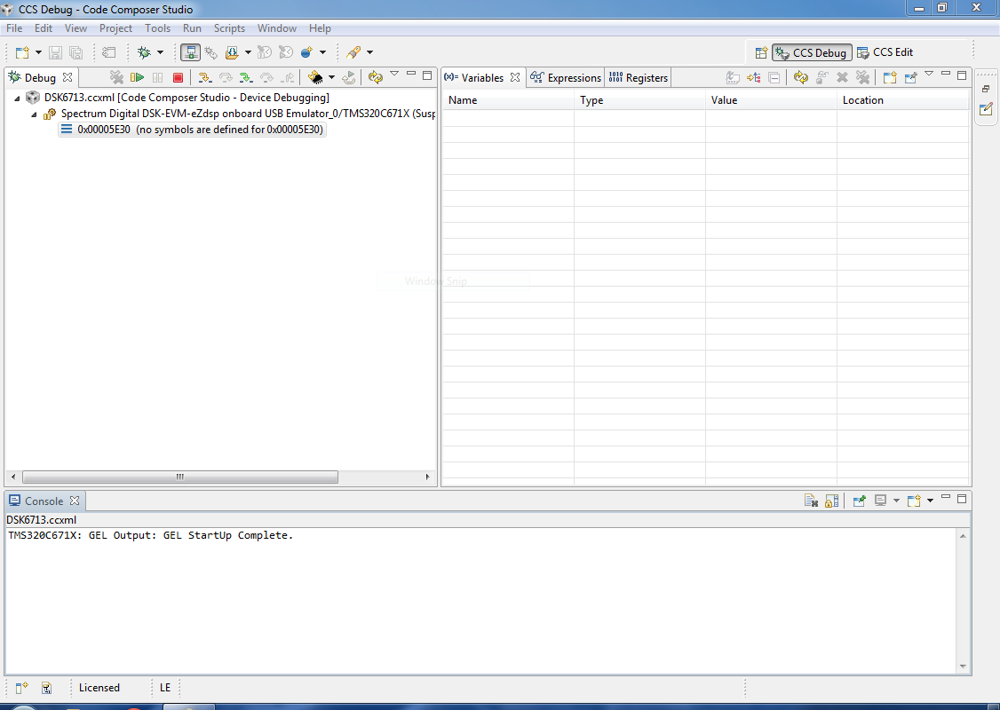 CCS Debug - Code Composer Studio
File Edit View Project Tools Run Scripts Window Help
CCS Debug CCS Edit
Debug
DSK6713.ccxml [Code Composer Studio - Device Debugging]
Spectrum Digital DSK-EVM-eZdsp onboard USB Emulator_0/TMS320C671X (Susp
0x00005E30 (no symbols are defined for 0x00005E30)
(x)= Variables Expressions Registers
Name Type Value Location
Window Snip
Console
DSK6713.ccxml
TMS320C671X: GEL Output: GEL StartUp Complete.
Licensed LE